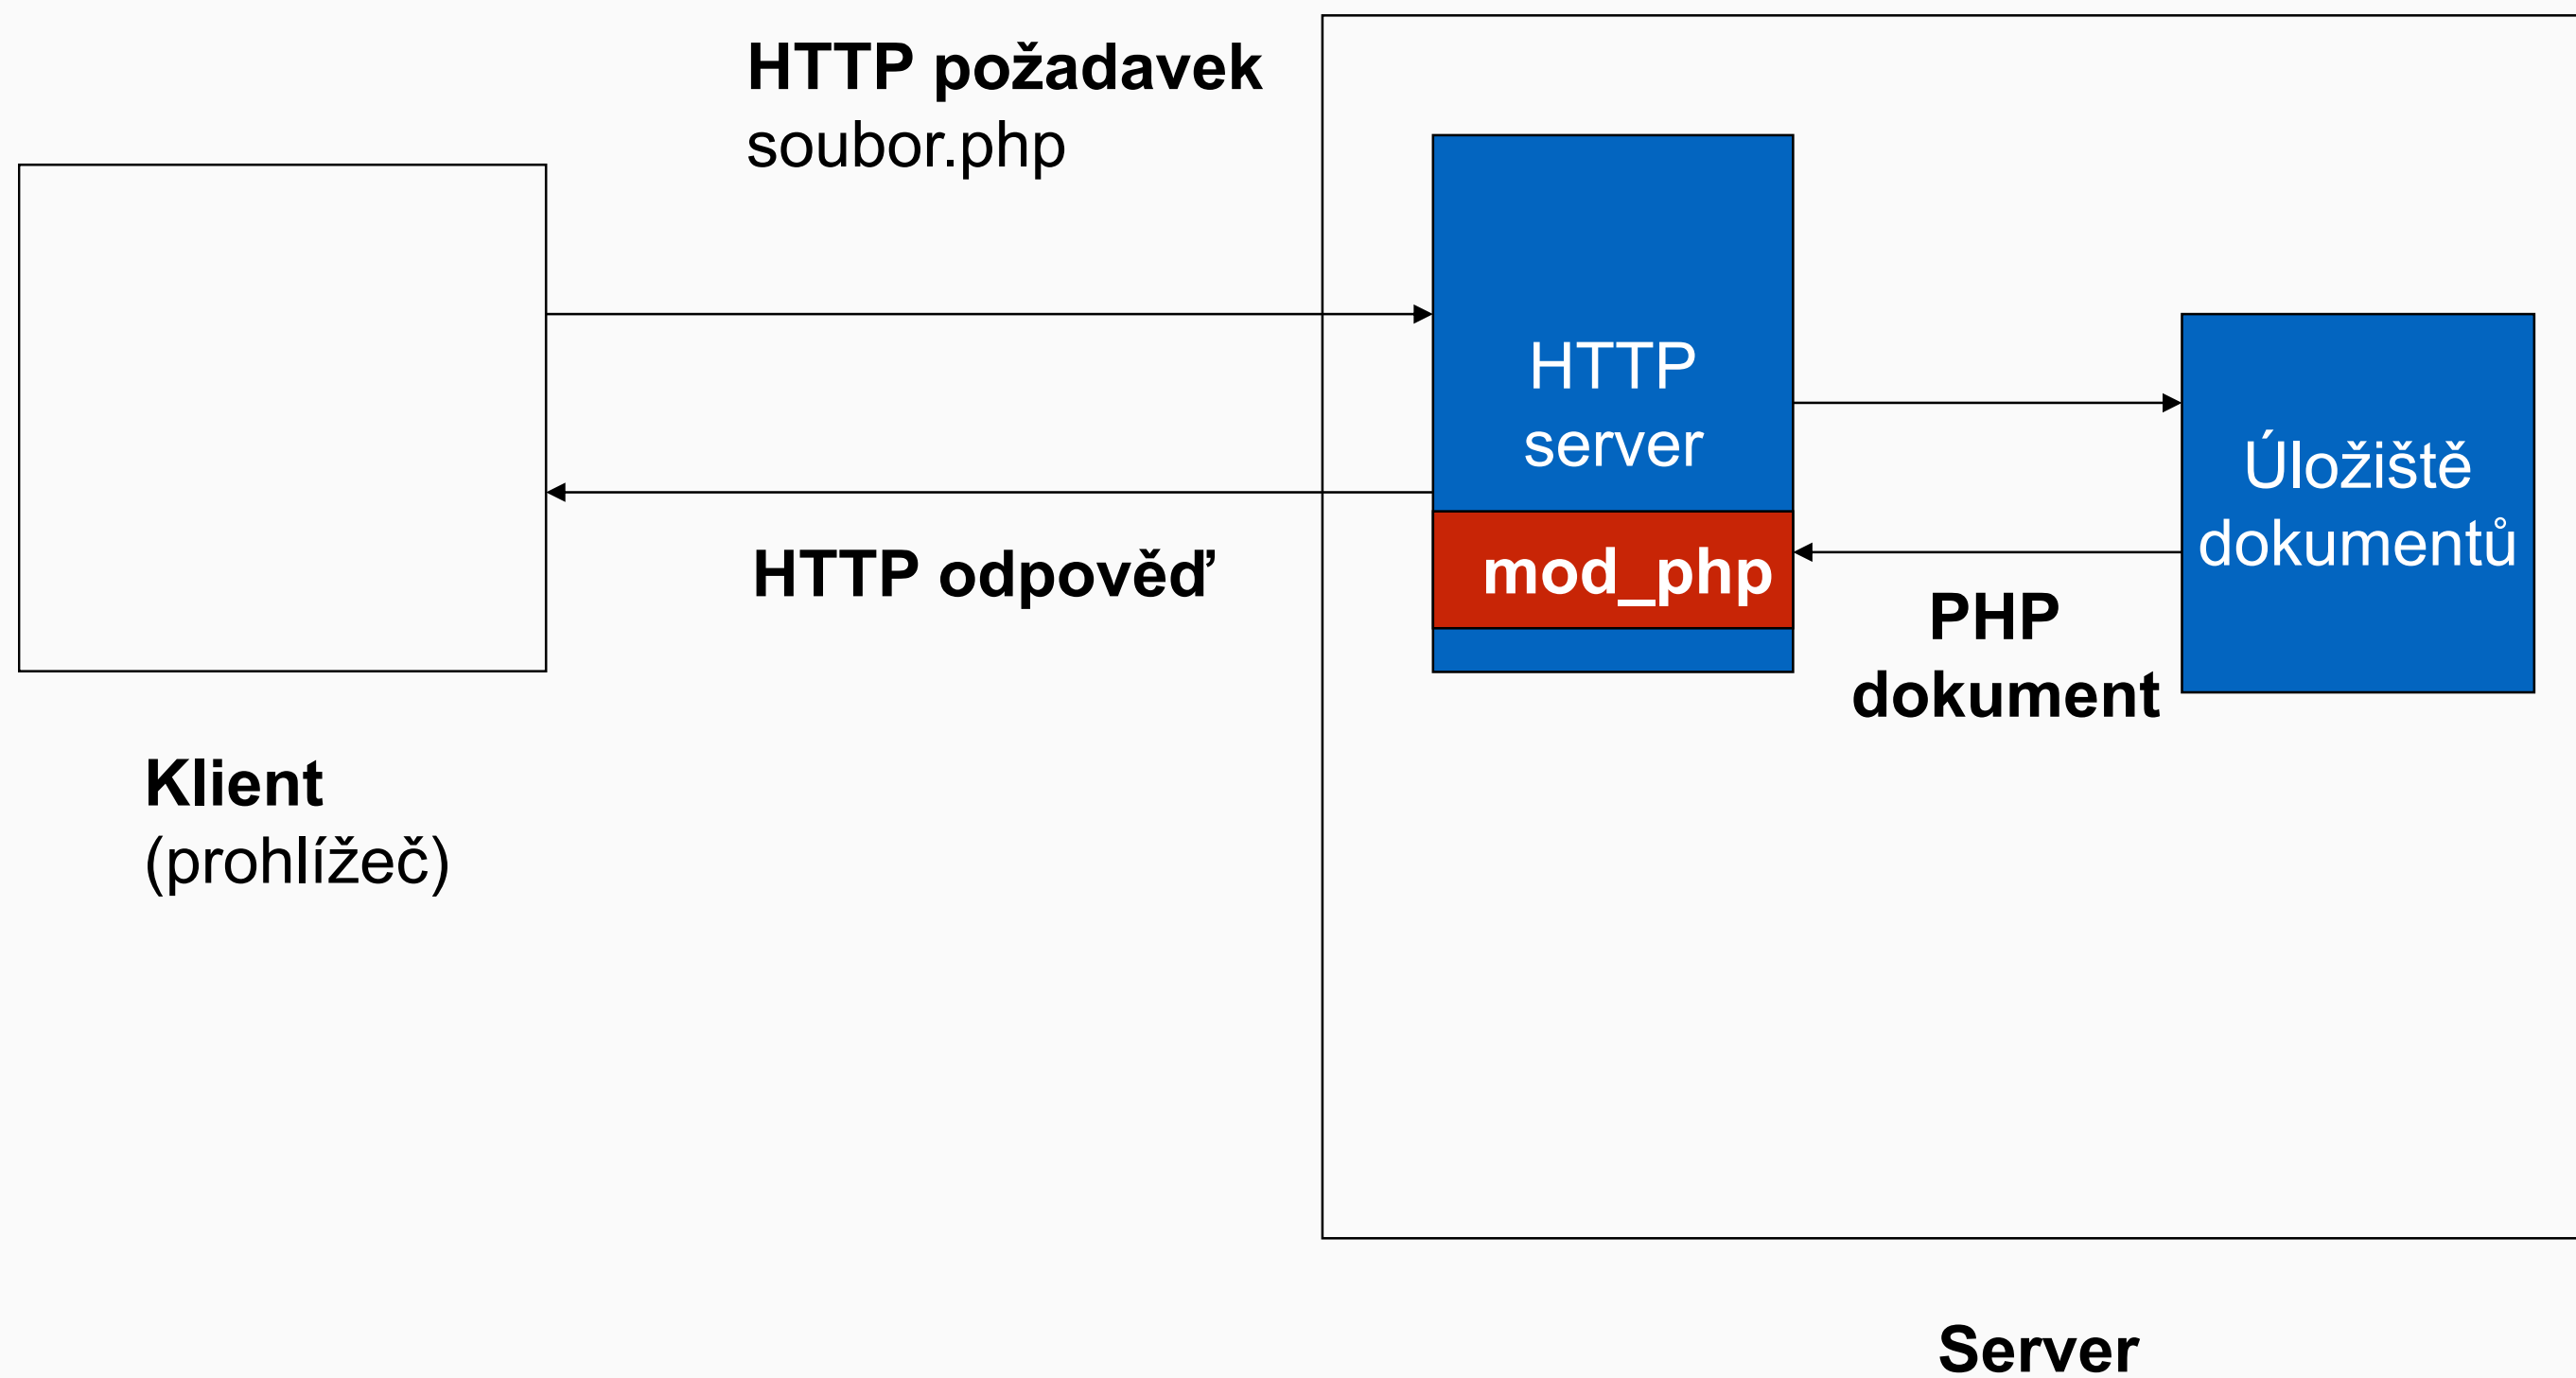 HTTP požadavek
soubor.php
HTTP
server
Úložiště
dokumentů
HTTP odpověď
mod_php
PHP
dokument
Klient
(prohlížeč)
Server